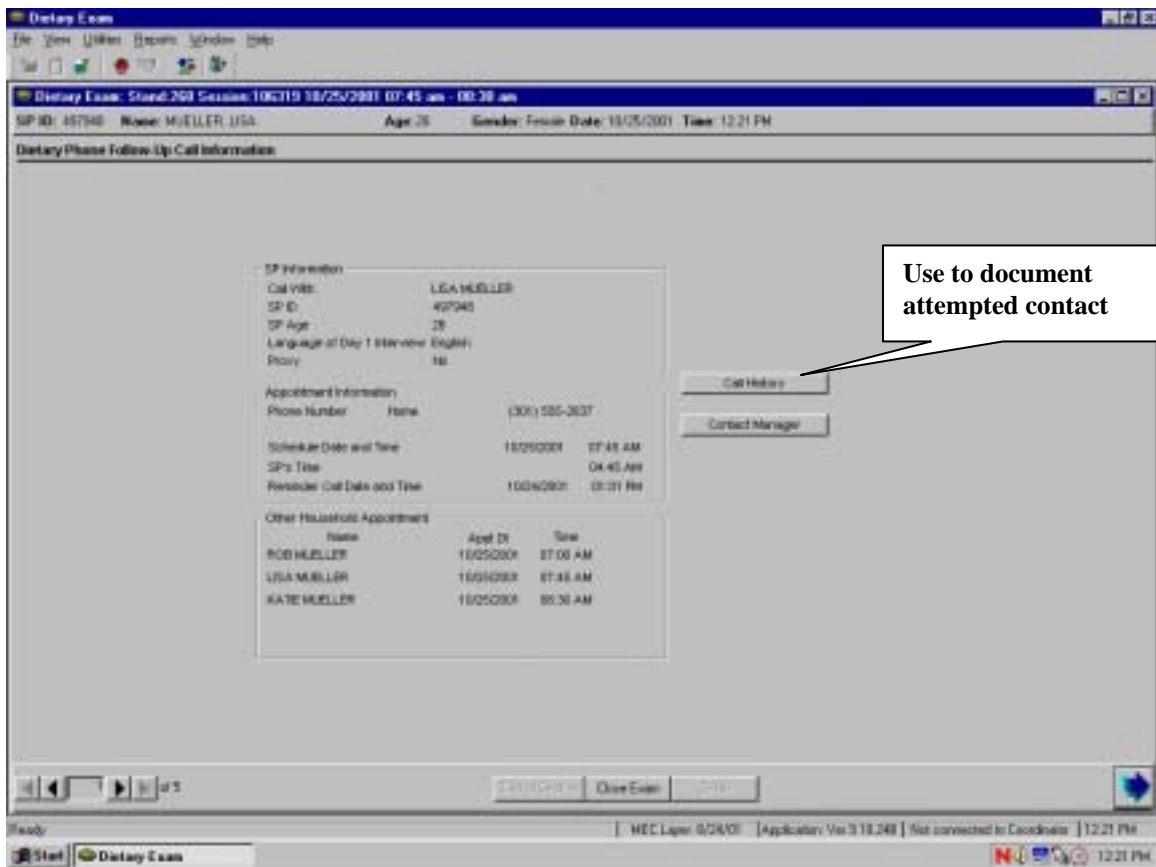 Dietary Exam
File View Utilities Reports Window Help
Dietary Exam: Stand:260 Session:106319 10/25/2001 07:45 am - 08:30 am
SP ID: 497948 Name: MUELLER, LISA Age: 28 Gender: Female Date: 10/25/2001 Time: 12:21 PM
Dietary Phone Follow-Up Call Information
SP Information
Call With: LISA MUELLER
SP ID 497948
SP Age 28
Language of Day 1 Interview English
Proxy No
Use to document
attempted contact
Call History
Appointment Information
Phone Number Home (301)
Contact Manager
Schedule Date and Time 10/25/2001 07:45 AM
SP's Time 04:45 AM
Reminder Call Date and Time 10/24/2001 01:01 PM
Other Household Appointment
Name Appt Dt Time
ROB MUELLER 10/25/2001 07:00 AM
LISA MUELLER 10/25/2001 07:45 AM
KATIE MUELLER 10/25/2001 08:30 AM
1 of 5
Close Exam
Ready
MEC Layer: 8/24/01 Application: Ver 3.10.248 Not connected to Coordinator 12:21 PM
Start Dietary Exam 12:21 PM